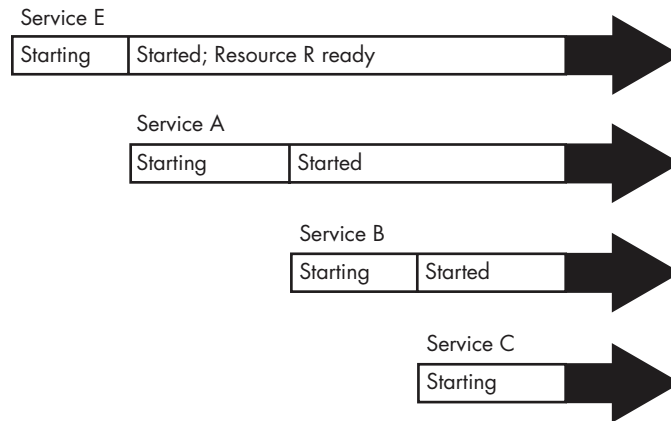 Service E
Starting Started; Resource R ready
Service A
Starting Started
Service B
Starting Started
Service C
Starting